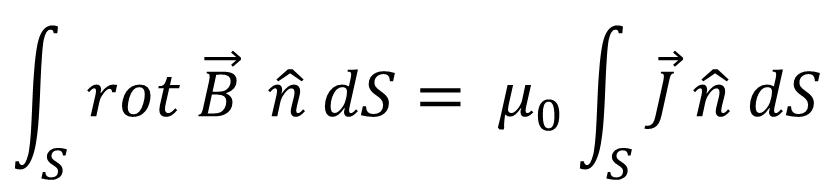 ∫_S rot B⃗ n̂ dS = μ₀ ∫_S J⃗ n̂ dS